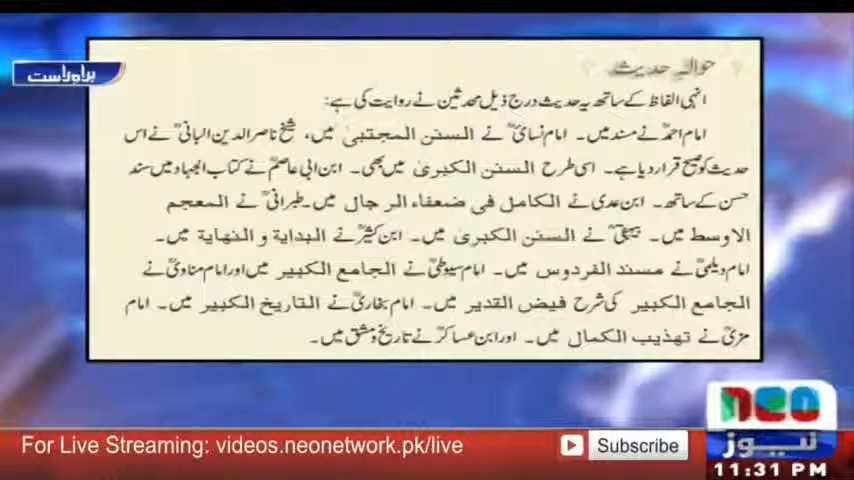 براہ راست
حوالہِ حدیث
انہی الفاظ کے ساتھ یہ حدیث درج ذیل محدثین نے روایت کی ہے:
امام احمدؒ نے مسند میں۔ امام نسائیؒ نے السنن المجتبیٰ میں، شیخ ناصر الدین البانیؒ نے اس
حدیث کو صحیح قرار دیا ہے۔ اسی طرح السنن الکبریٰ میں بھی۔ ابن ابی عاصمؒ نے کتاب الجہاد میں سند
حسن کے ساتھ۔ ابن عدی نے الکامل فی ضعفاء الرجال میں۔ طبرانیؒ نے المعجم
الاوسط میں۔ بیہقیؒ نے السنن الکبریٰ میں۔ ابن کثیرؒ نے البدایة و النهایة میں۔
امام دیلمیؒ نے مسند الفردوس میں۔ امام سیوطیؒ نے الجامع الکبیر میں اور امام مناویؒ نے
الجامع الکبیر کی شرح فیض القدیر میں۔ امام بخاریؒ نے التاریخ الکبیر میں۔ امام
مزیؒ نے تهذیب الکمال میں۔ اور ابن عساکرؒ نے تاریخ دمشق میں۔
neo
نیوز
For Live Streaming: videos.neonetwork.pk/live
Subscribe
11:31 PM